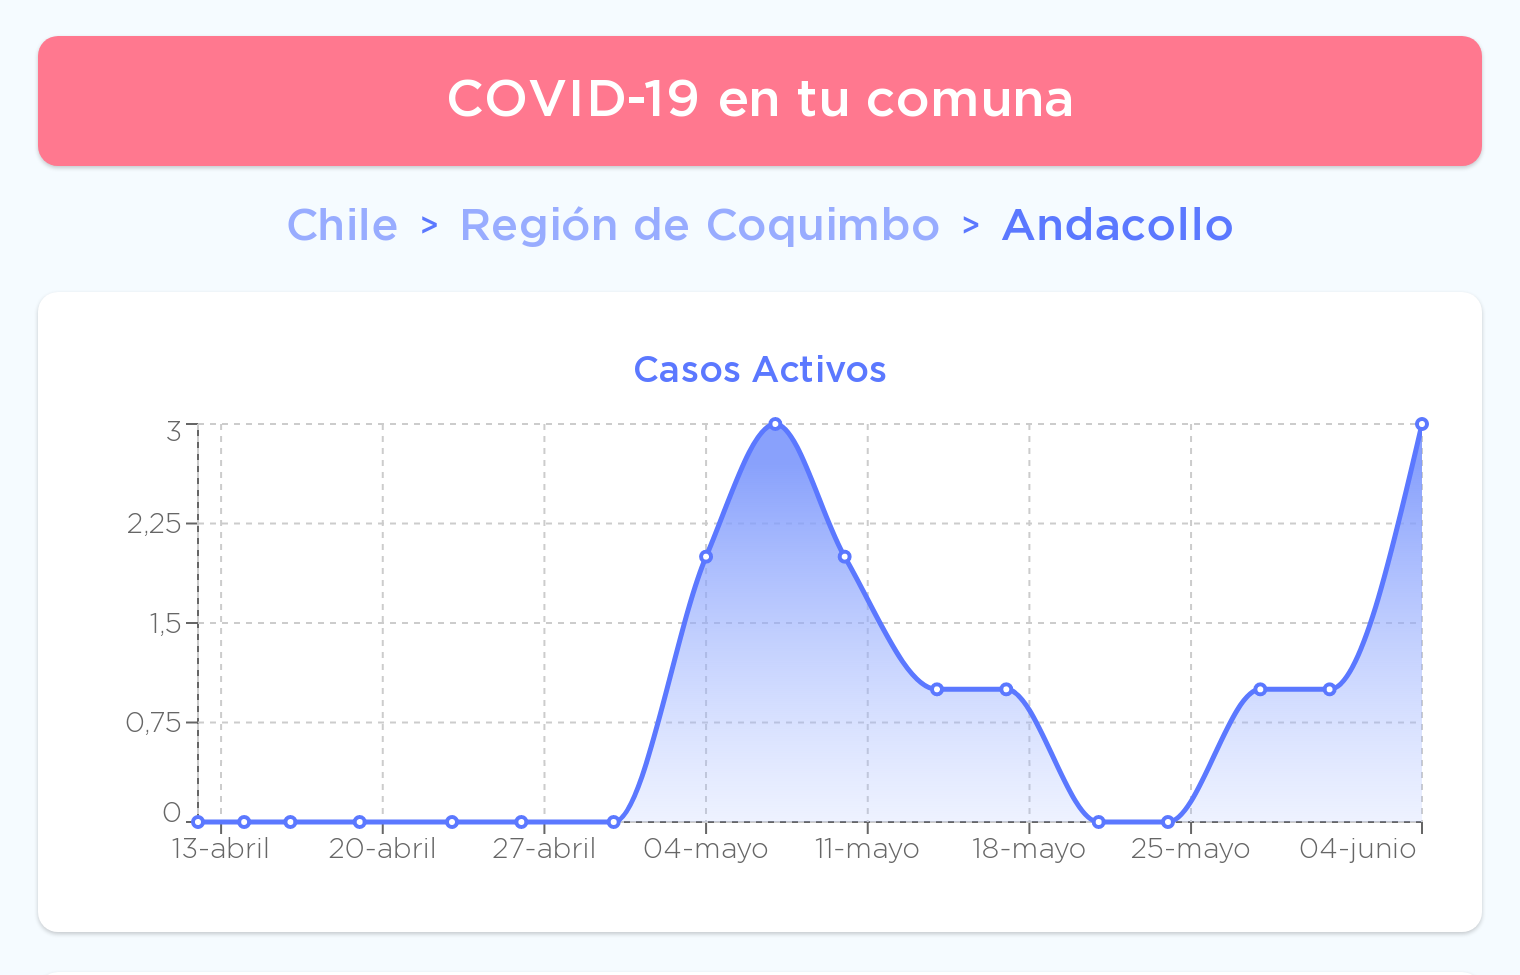 COVID-19 en tu comuna
Chile > Región de Coquimbo > Andacollo
Casos Activos
3
2,25
1,5
0,75
0
13-abril 20-abril 27-abril 04-mayo 11-mayo 18-mayo 25-mayo 04-junio